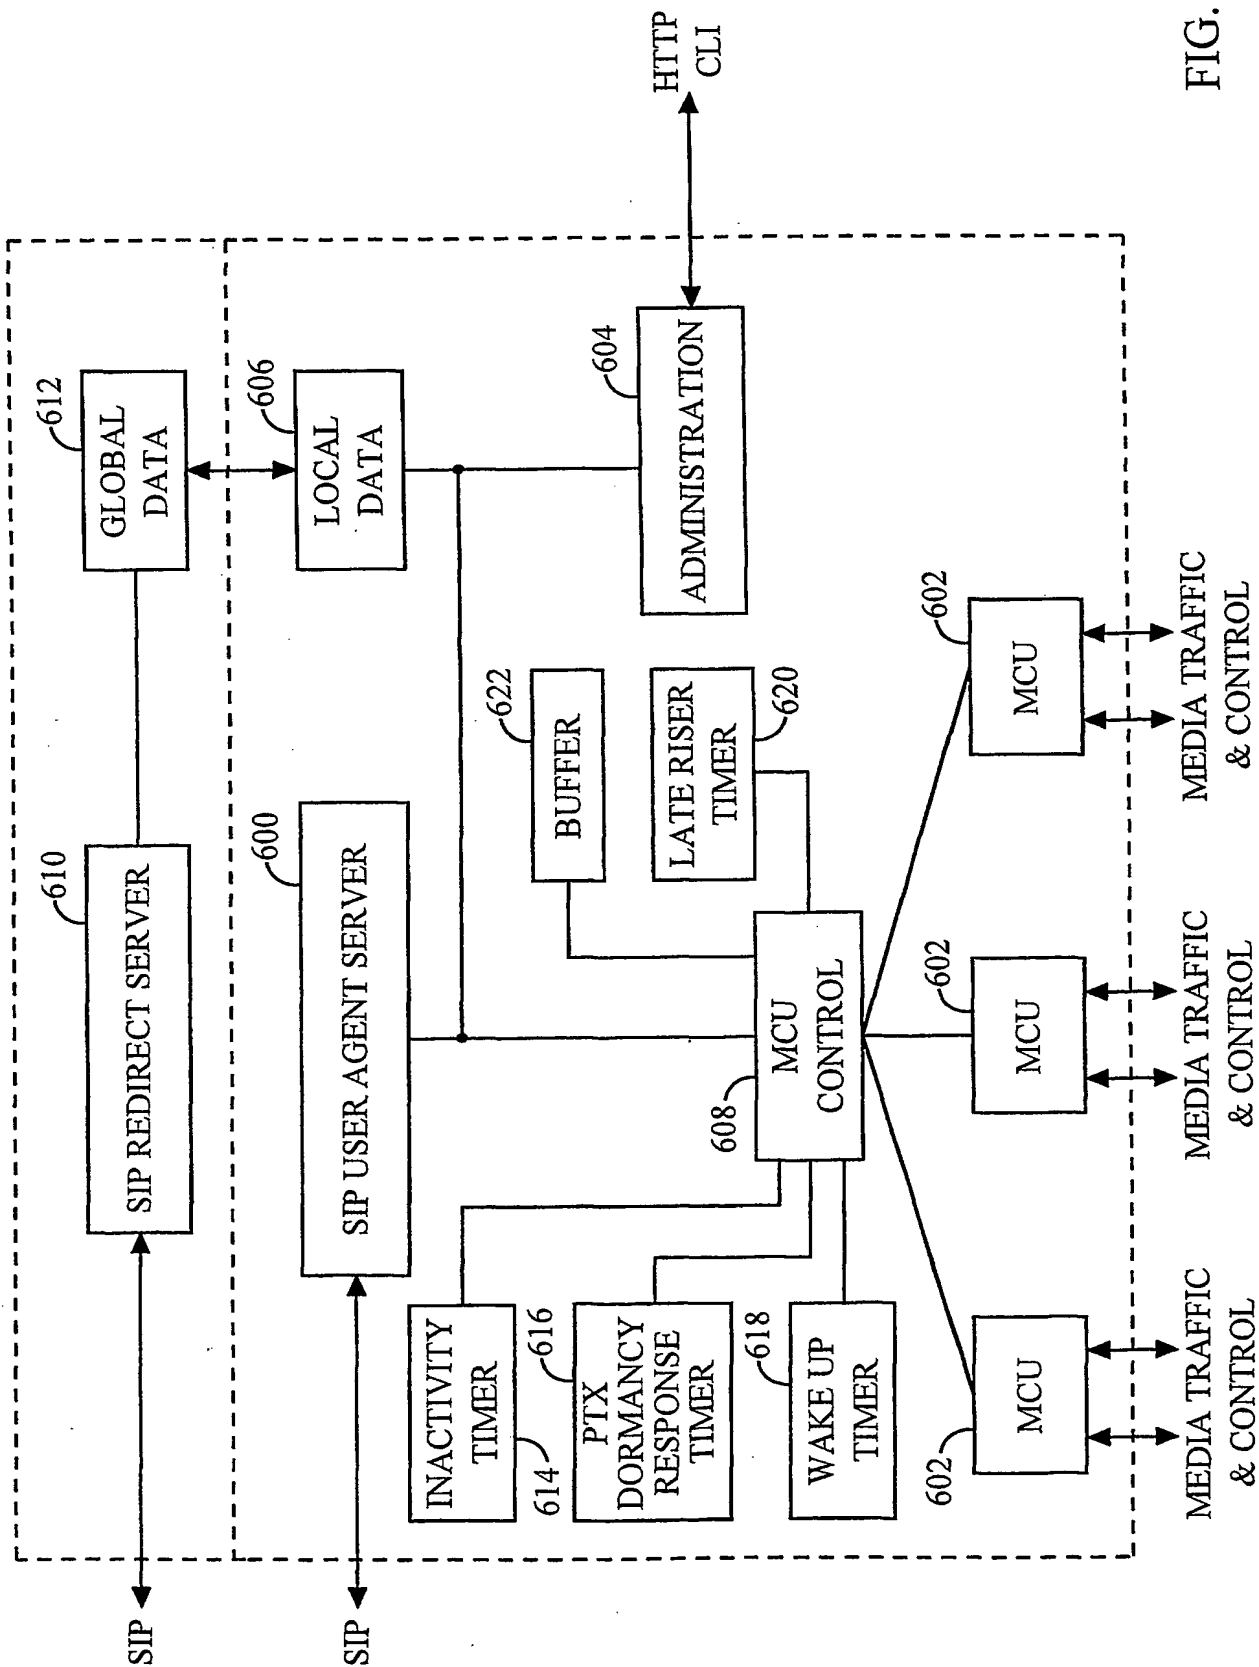 SIP
610
SIP REDIRECT SERVER
612
GLOBAL
DATA
SIP
600
SIP USER AGENT SERVER
606
LOCAL
DATA
INACTIVITY
TIMER
614
616
PTX
DORMANCY
RESPONSE
TIMER
618
WAKE UP
TIMER
622
BUFFER
LATE RISER
TIMER
620
604
ADMINISTRATION
HTTP
CLI
608
MCU
CONTROL
602
MCU
602
MCU
602
MCU
MEDIA TRAFFIC
& CONTROL
MEDIA TRAFFIC
& CONTROL
MEDIA TRAFFIC
& CONTROL
FIG.